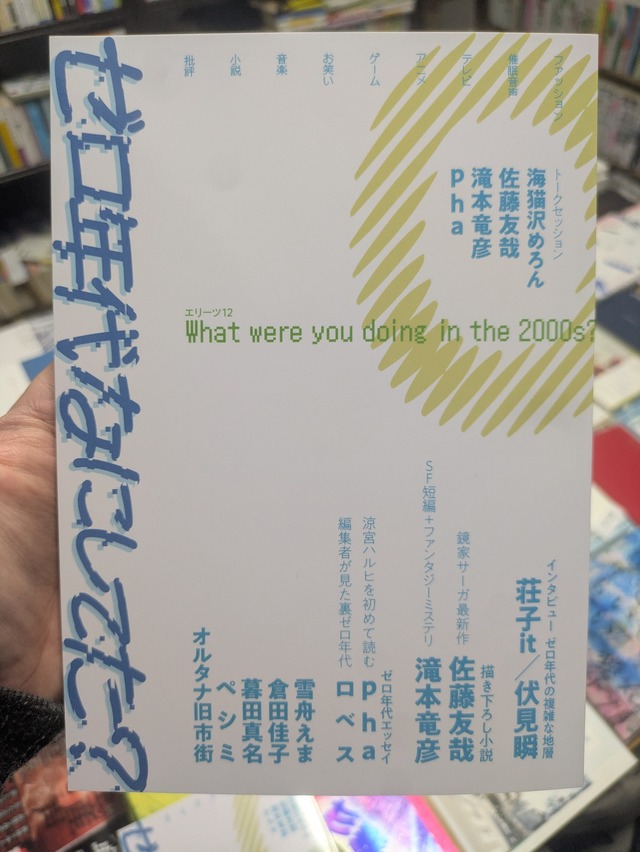 ゼロ年代なにしてた?
ファッション
催眠音声
テレビ
アニメ
ゲーム
お笑い
音楽
小説
批評
トークセッション
海猫沢めろん
佐藤友哉
滝本竜彦
pha
エリーツ12
What were you doing in the 2000s?
インタビュー ゼロ年代の複雑な地層
荘子it/伏見瞬
描き下ろし小説
鏡家サーガ最新作
佐藤友哉
SF短編+ファンタジーミステリ
滝本竜彦
ゼロ年代エッセイ
涼宮ハルヒを初めて読む
pha
編集者が見た裏ゼロ年代
ロベス
雪舟えま
倉田佳子
暮田真名
ペシミ
オルタナ旧市街